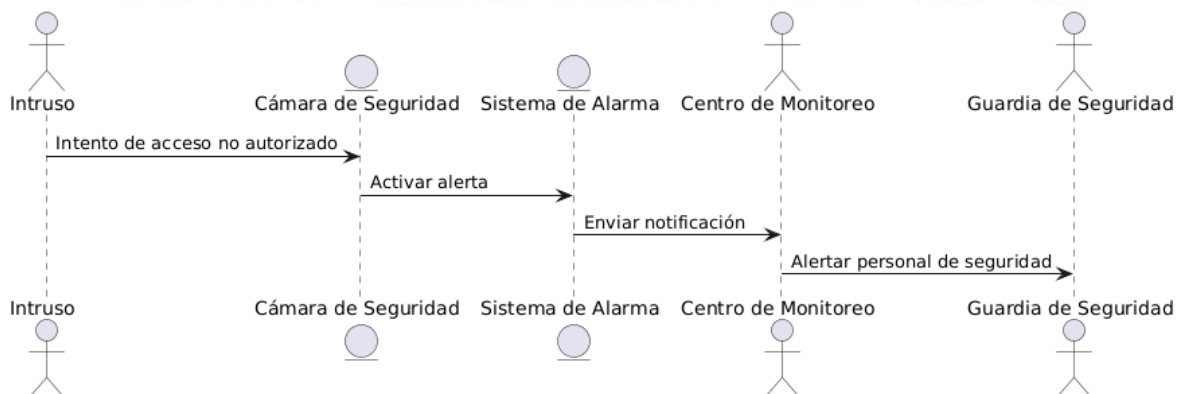 Intruso
Cámara de Seguridad
Sistema de Alarma
Centro de Monitoreo
Guardia de Seguridad
Intento de acceso no autorizado
Activar alerta
Enviar notificación
Alertar personal de seguridad
Intruso
Cámara de Seguridad
Sistema de Alarma
Centro de Monitoreo
Guardia de Seguridad